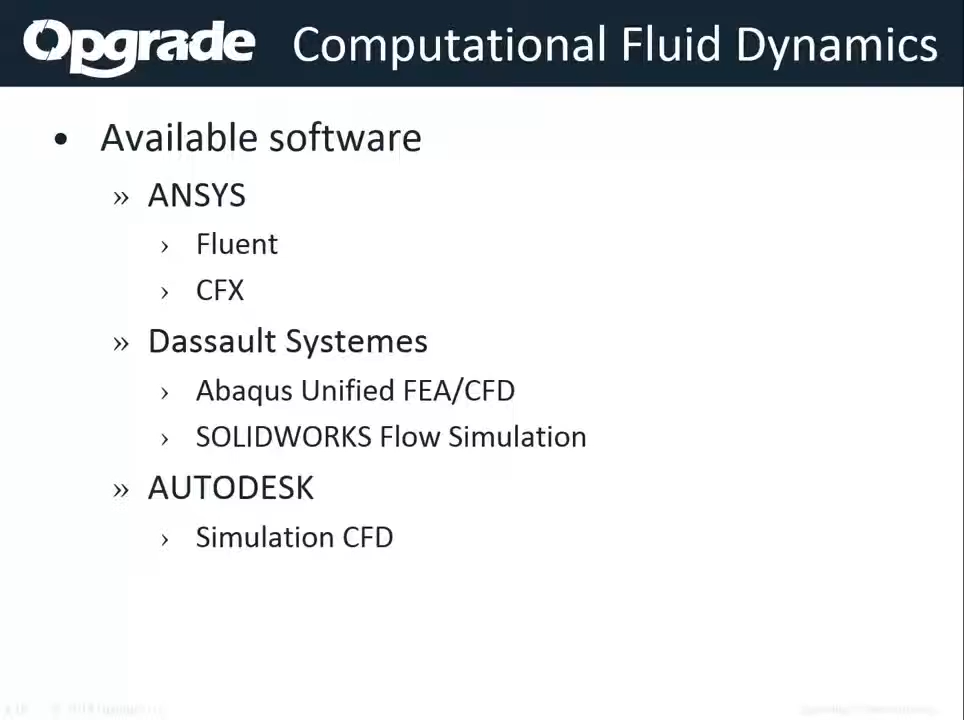 Opgrade Computational Fluid Dynamics
• Available software
» ANSYS
› Fluent
› CFX
» Dassault Systemes
› Abaqus Unified FEA/CFD
› SOLIDWORKS Flow Simulation
» AUTODESK
› Simulation CFD